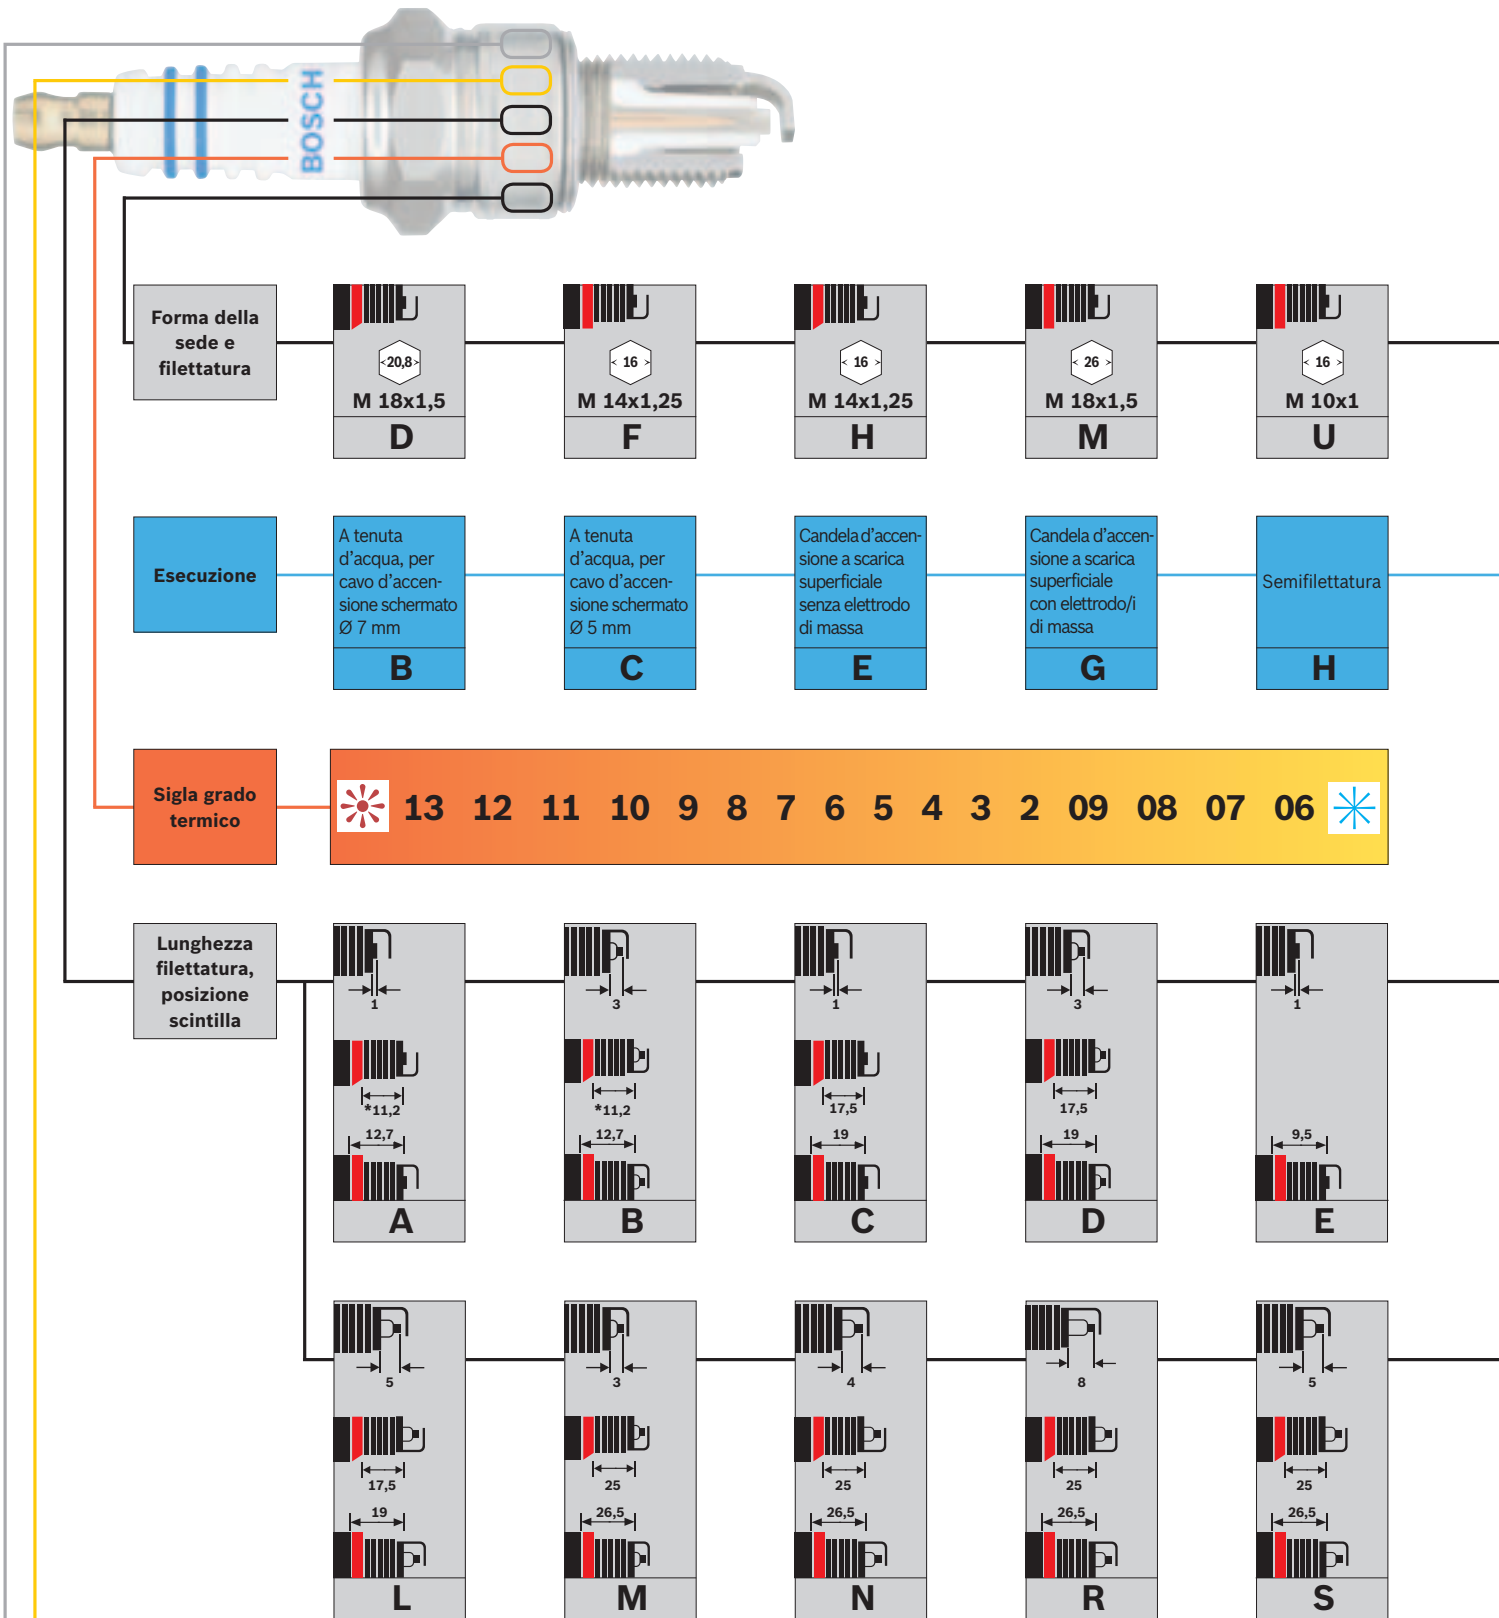 BOSCH
Forma della
sede e
filettatura
20,8
M 18x1,5
D
16
M 14x1,25
F
16
M 14x1,25
H
26
M 18x1,5
M
16
M 10x1
U
Esecuzione
A tenuta
d'acqua, per
cavo d'accen-
sione schermato
Ø 7 mm
B
A tenuta
d'acqua, per
cavo d'accen-
sione schermato
Ø 5 mm
C
Candela d'accen-
sione a scarica
superficiale
senza elettrodo
di massa
E
Candela d'accen-
sione a scarica
superficiale
con elettrodo/i
di massa
G
Semifilettatura
H
Sigla grado
termico
13 12 11 10 9 8 7 6 5 4 3 2 09 08 07 06
Lunghezza
filettatura,
posizione
scintilla
1
*11,2
12,7
A
3
*11,2
12,7
B
1
17,5
19
C
3
17,5
19
D
1
9,5
E
5
17,5
19
L
3
25
26,5
M
4
25
26,5
N
8
25
26,5
R
5
25
26,5
S